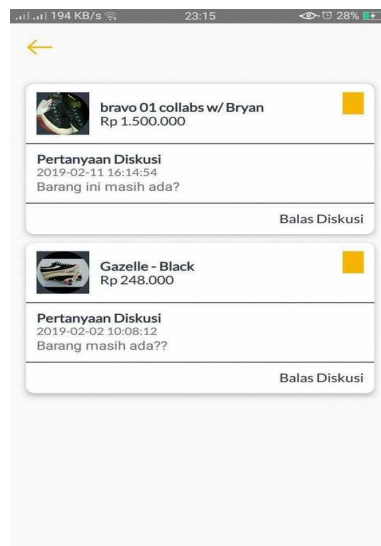 194 KB/s 23:15 28%
bravo 01 collabs w/ Bryan
Rp 1.500.000
Pertanyaan Diskusi
2019-02-11 16:14:54
Barang ini masih ada?
Balas Diskusi
Gazelle - Black
Rp 248.000
Pertanyaan Diskusi
2019-02-02 10:08:12
Barang masih ada??
Balas Diskusi